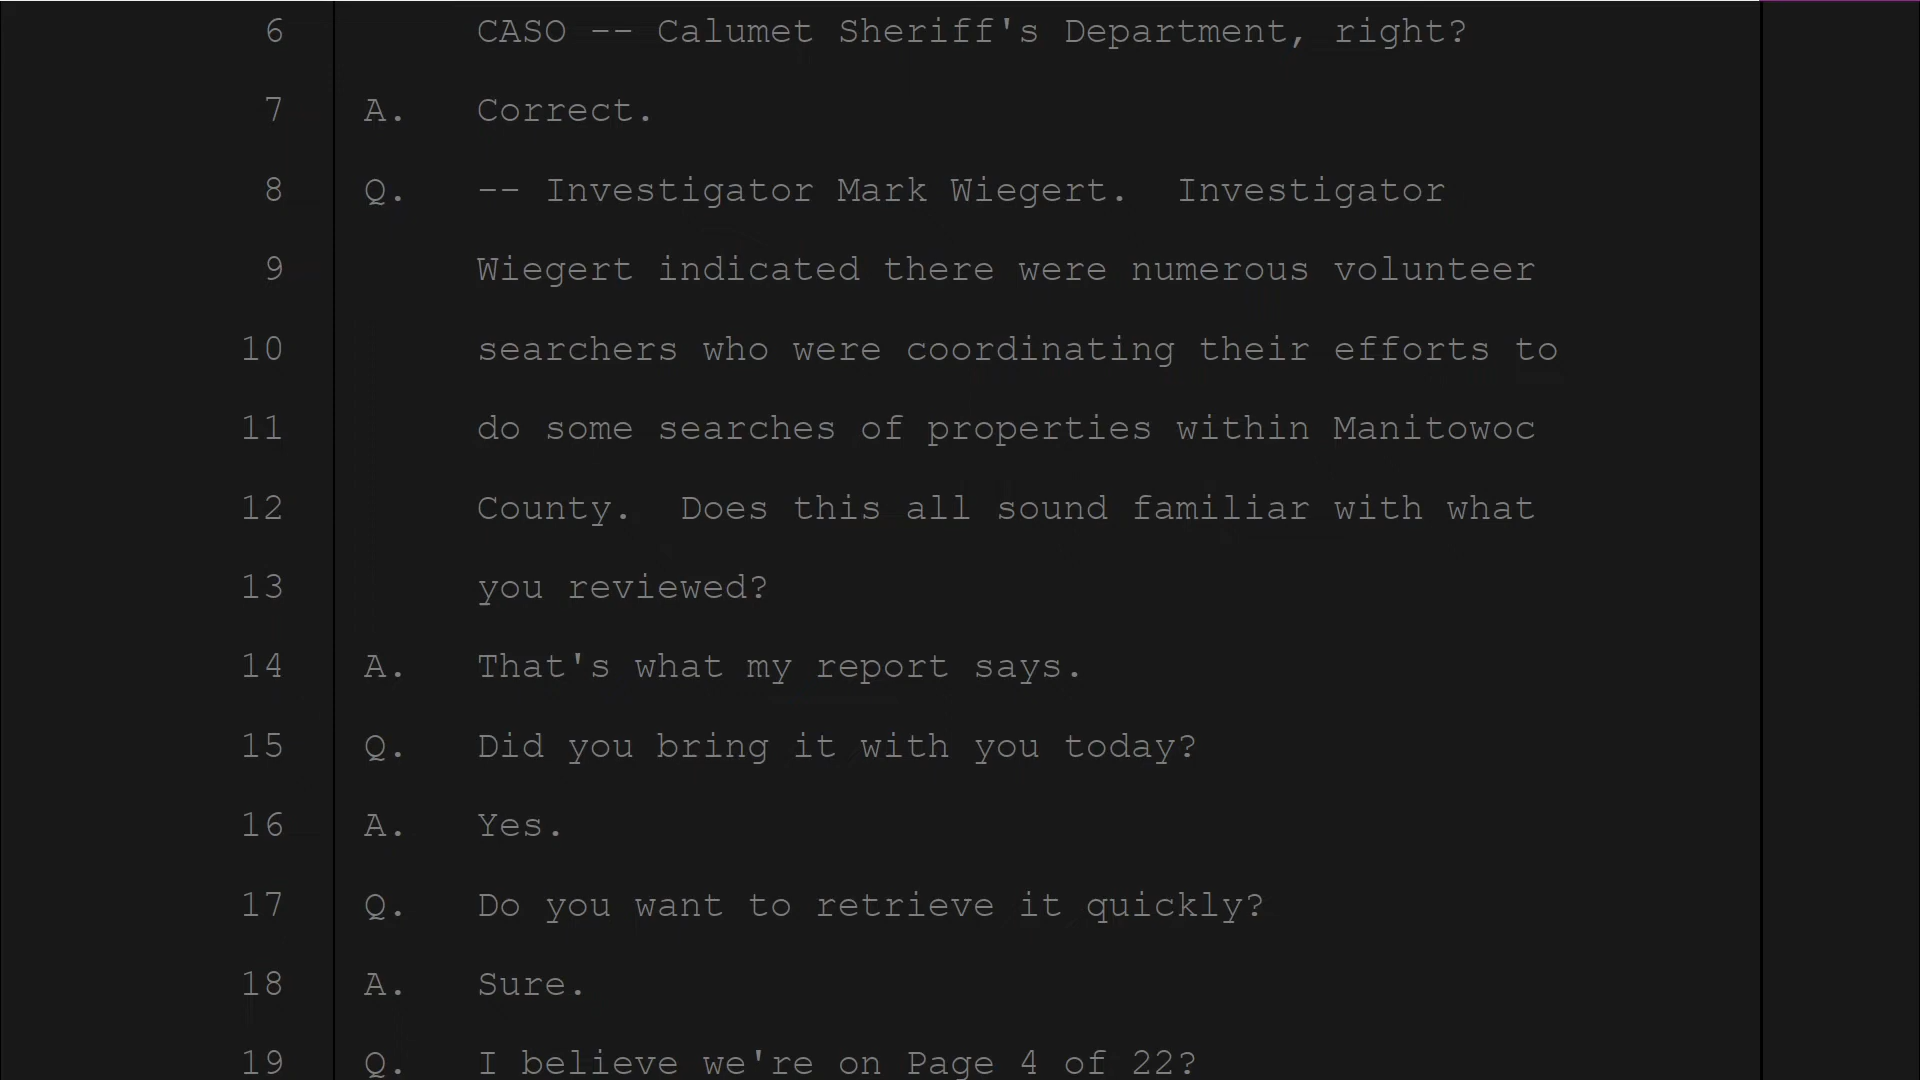 6 CASO -- Calumet Sheriff's Department, right?
7 A. Correct.
8 Q. -- Investigator Mark Wiegert. Investigator
9 Wiegert indicated there were numerous volunteer
10 searchers who were coordinating their efforts to
11 do some searches of properties within Manitowoc
12 County. Does this all sound familiar with what
13 you reviewed?
14 A. That's what my report says.
15 Q. Did you bring it with you today?
16 A. Yes.
17 Q. Do you want to retrieve it quickly?
18 A. Sure.
19 Q. I believe we're on Page 4 of 22?